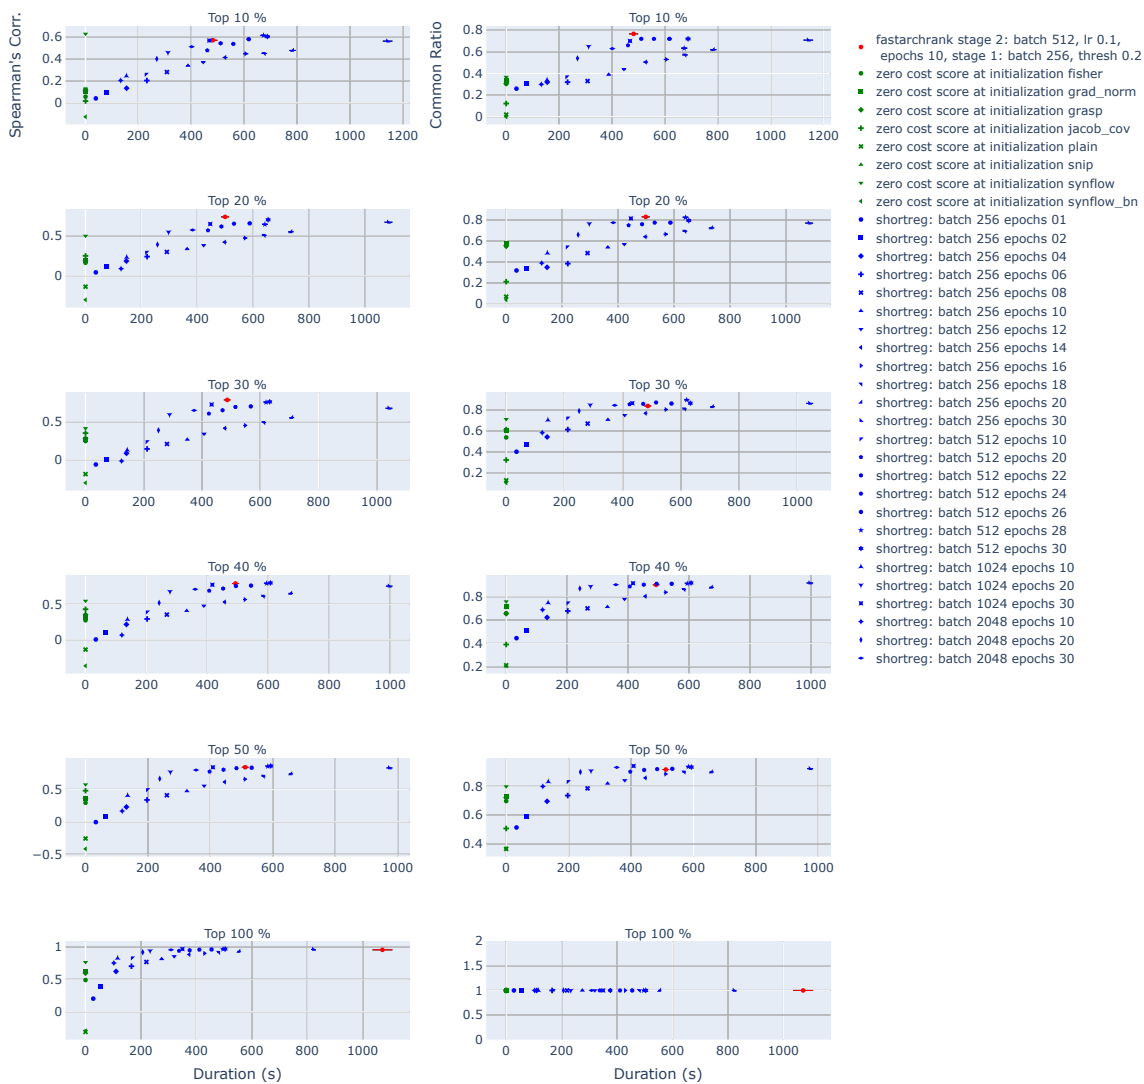 Top 10 %
Spearman's Corr.
0.6
0.4
0.2
0
0
200
400
600
800
1000
1200
Top 10 %
Common Ratio
0.8
0.6
0.4
0.2
0
0
200
400
600
800
1000
1200
Top 20 %
0.5
0
0
200
400
600
800
1000
Top 20 %
0.8
0.6
0.4
0.2
0
0
200
400
600
800
1000
Top 30 %
0.5
0
0
200
400
600
800
1000
Top 30 %
0.8
0.6
0.4
0.2
0
200
400
600
800
1000
Top 40 %
0.5
0
0
200
400
600
800
1000
Top 40 %
0.8
0.6
0.4
0.2
0
200
400
600
800
1000
Top 50 %
0.5
0
−0.5
0
200
400
600
800
1000
Top 50 %
0.8
0.6
0.4
0
200
400
600
800
1000
Top 100 %
1
0.5
0
0
200
400
600
800
1000
Duration (s)
Top 100 %
2
1.5
1
0.5
0
0
200
400
600
800
1000
Duration (s)
fastarchrank stage 2: batch 512, lr 0.1,
epochs 10, stage 1: batch 256, thresh 0.2
zero cost score at initialization fisher
zero cost score at initialization grad_norm
zero cost score at initialization grasp
zero cost score at initialization jacob_cov
zero cost score at initialization plain
zero cost score at initialization snip
zero cost score at initialization synflow
zero cost score at initialization synflow_bn
shortreg: batch 256 epochs 01
shortreg: batch 256 epochs 02
shortreg: batch 256 epochs 04
shortreg: batch 256 epochs 06
shortreg: batch 256 epochs 08
shortreg: batch 256 epochs 10
shortreg: batch 256 epochs 12
shortreg: batch 256 epochs 14
shortreg: batch 256 epochs 16
shortreg: batch 256 epochs 18
shortreg: batch 256 epochs 20
shortreg: batch 256 epochs 30
shortreg: batch 512 epochs 10
shortreg: batch 512 epochs 20
shortreg: batch 512 epochs 22
shortreg: batch 512 epochs 24
shortreg: batch 512 epochs 26
shortreg: batch 512 epochs 28
shortreg: batch 512 epochs 30
shortreg: batch 1024 epochs 10
shortreg: batch 1024 epochs 20
shortreg: batch 1024 epochs 30
shortreg: batch 2048 epochs 10
shortreg: batch 2048 epochs 20
shortreg: batch 2048 epochs 30